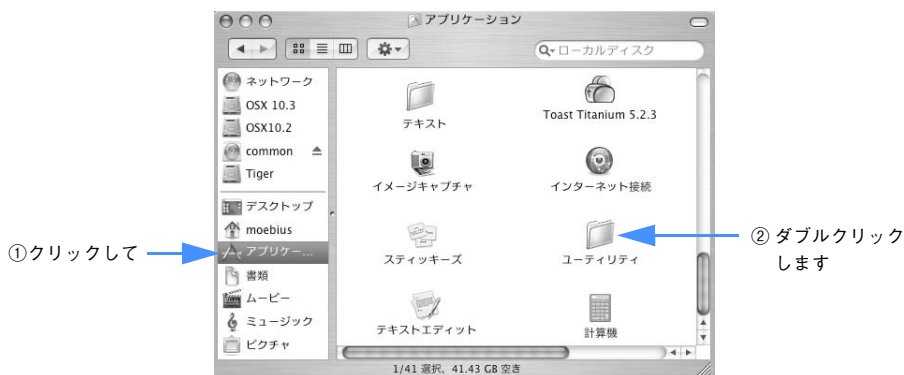 アプリケーション
ローカルディスク
ネットワーク
OSX 10.3
OSX10.2
common
Tiger
デスクトップ
moebius
アプリケー...
書類
ムービー
ミュージック
ピクチャ
テキスト
Toast Titanium 5.2.3
イメージキャプチャ
インターネット接続
スティッキーズ
ユーティリティ
テキストエディット
計算機
1/41 選択、41.43 GB 空き
①クリックして
② ダブルクリック
します